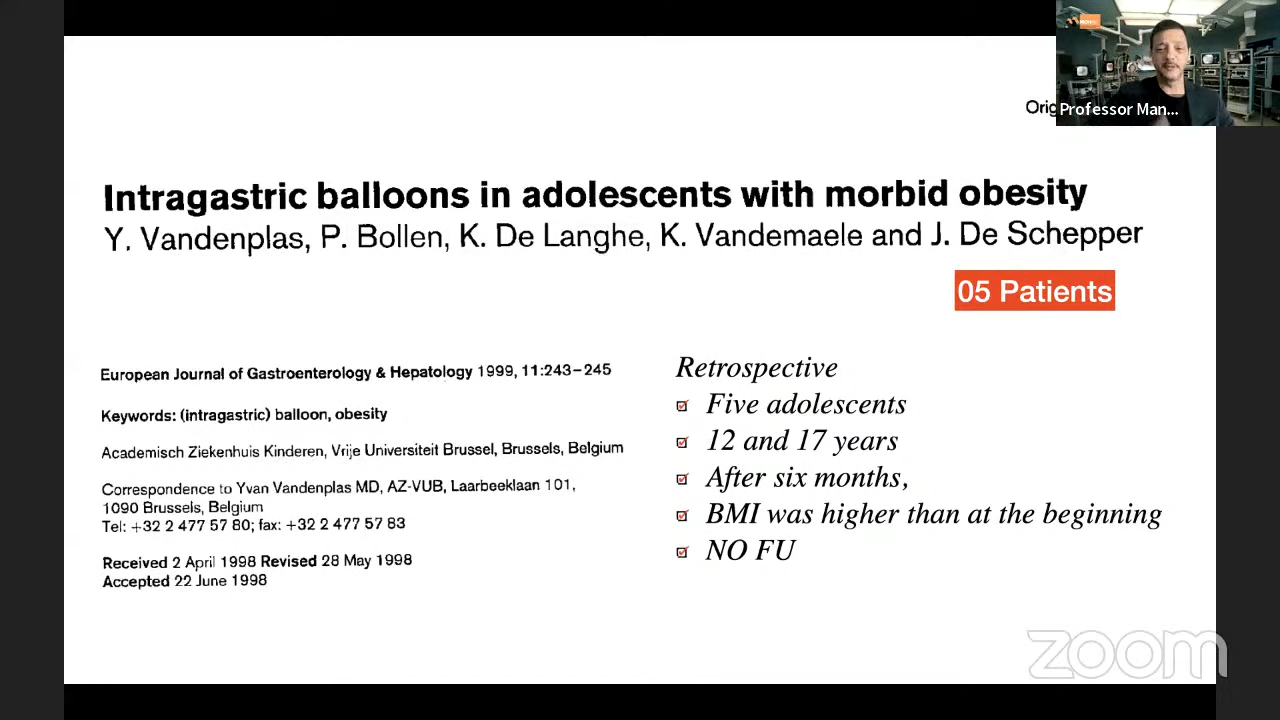 Professor Man...
Intragastric balloons in adolescents with morbid obesity
Y. Vandenplas, P. Bollen, K. De Langhe, K. Vandemaele and J. De Schepper
05 Patients
European Journal of Gastroenterology & Hepatology 1999, 11:243–245
Keywords: (intragastric) balloon, obesity
Academisch Ziekenhuis Kinderen, Vrije Universiteit Brussel, Brussels, Belgium
Correspondence to Yvan Vandenplas MD, AZ-VUB, Laarbeeklaan 101,
1090 Brussels, Belgium
Tel: +32 2 477 57 80; fax: +32 2 477 57 83
Received 2 April 1998 Revised 28 May 1998
Accepted 22 June 1998
Retrospective
Five adolescents
12 and 17 years
After six months,
BMI was higher than at the beginning
NO FU
zoom